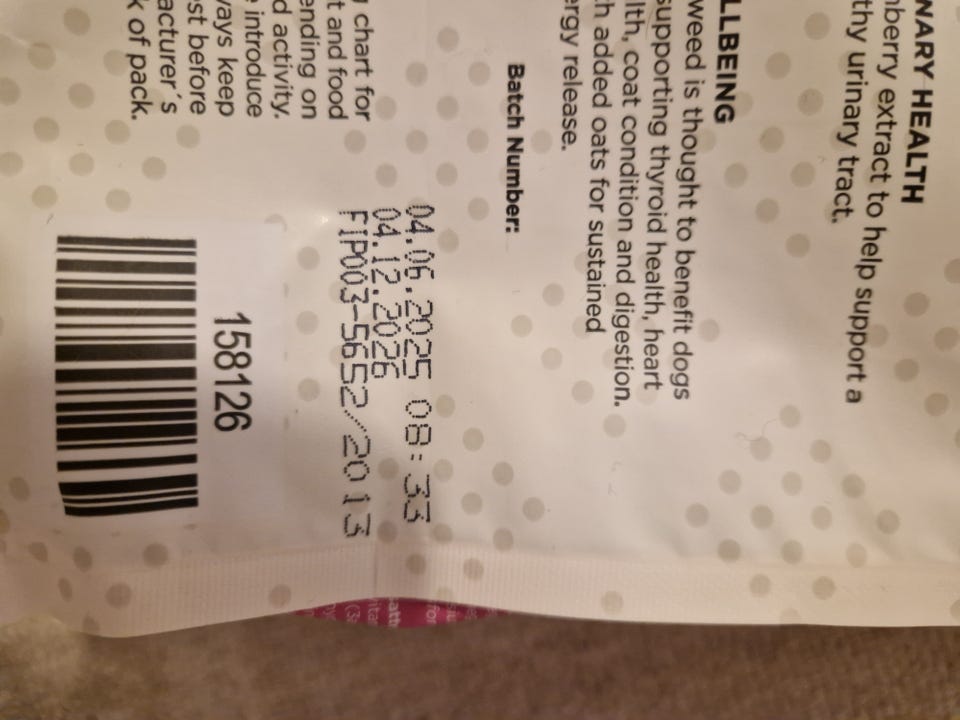 NARY HEALTH
nberry extract to help support a
thy urinary tract.
LLBEING
weed is thought to benefit dogs
supporting thyroid health, heart
lth, coat condition and digestion.
h added oats for sustained
ergy release.
Batch Number:
04.06.2025 08:33
04.12.2026
FIP003-5652/2013
chart for
t and food
ending on
d activity.
introduce
ways keep
est before
acturer's
k of pack.
158126